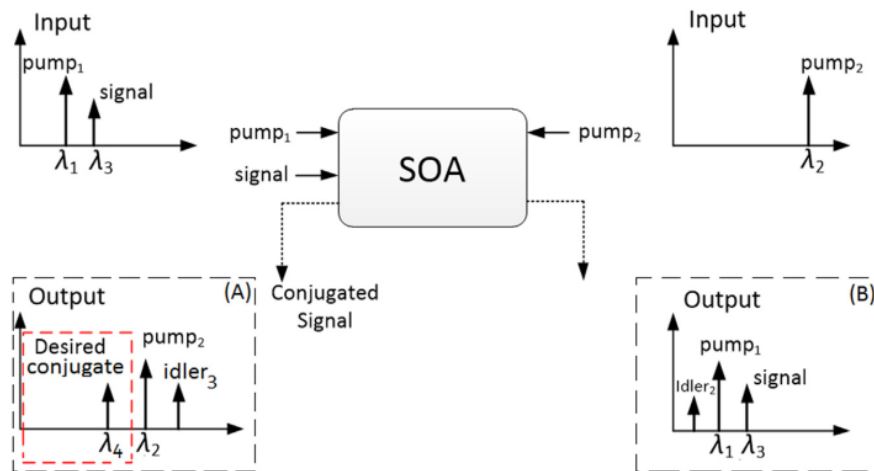 Input
pump₁
signal
λ₁ λ₃
Input
pump₂
λ₂
pump₁
signal
SOA
pump₂
Conjugated
Signal
Output
(A)
Desired
conjugate
pump₂
idler₃
λ₄ λ₂
Output
(B)
pump₁
Idler₂
signal
λ₁ λ₃